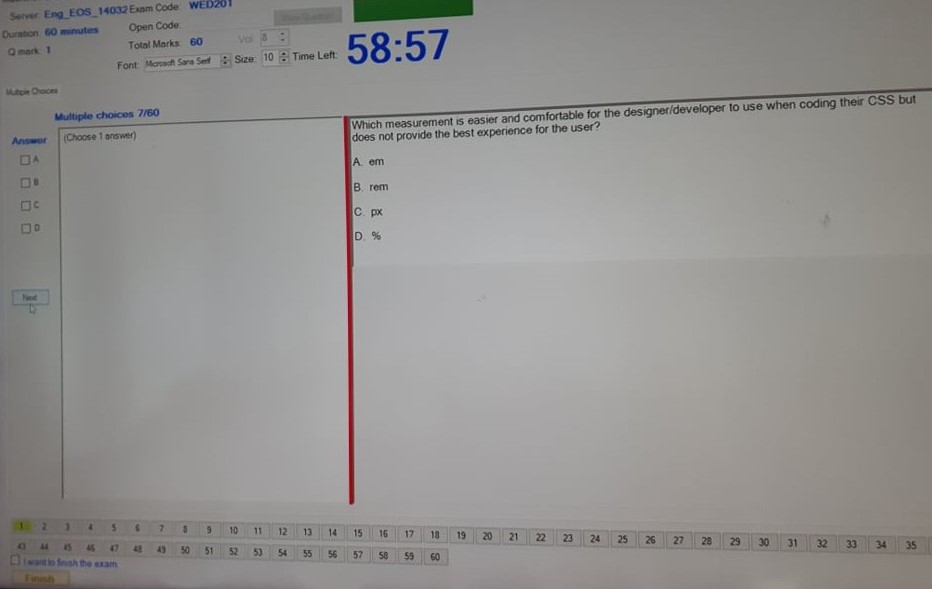 Server: Eng_EOS_14032 Exam Code: WED201
Duration: 60 minutes Open Code:
Q mark: 1 Total Marks: 60 Vol 8
Font: Microsoft Sans Serif Size: 10 Time Left: 58:57
Multiple Choices
Multiple choices 7/60
Answer
(Choose 1 answer)
A
B
C
D
Next
Which measurement is easier and comfortable for the designer/developer to use when coding their CSS but
does not provide the best experience for the user?
A. em
B. rem
C. px
D. %
1 2 3 4 5 6 7 8 9 10 11 12 13 14 15 16 17 18 19 20 21 22 23 24 25 26 27 28 29 30 31 32 33 34 35
43 44 45 46 47 48 49 50 51 52 53 54 55 56 57 58 59 60
I want to finish the exam.
Finish